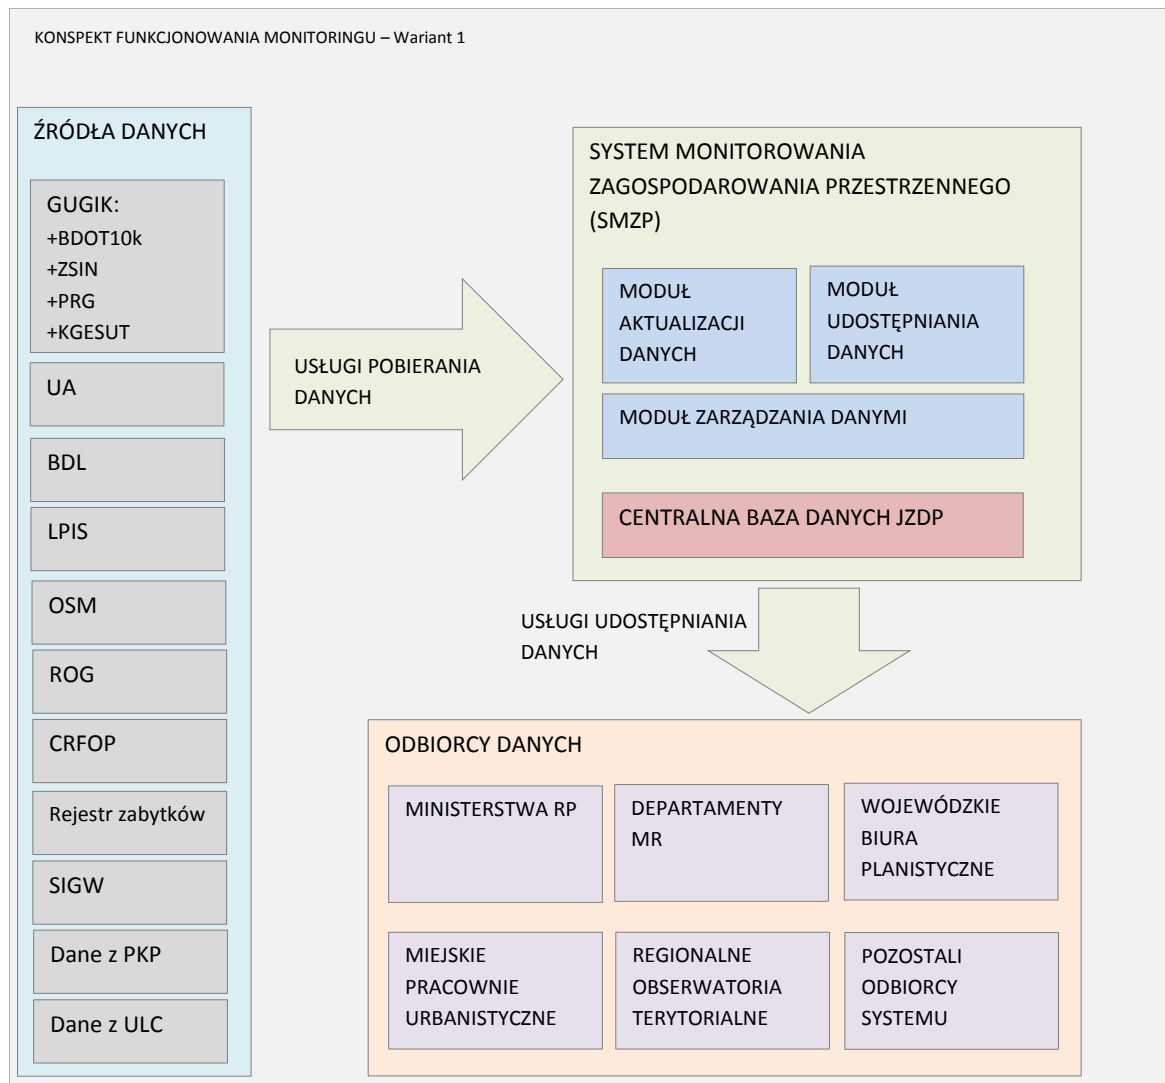 KONSPEKT FUNKCJONOWANIA MONITORINGU – Wariant 1
ŹRÓDŁA DANYCH
GUGIK:
+BDOT10k
+ZSIN
+PRG
+KGESUT
UA
BDL
LPIS
OSM
ROG
CRFOP
Rejestr zabytków
SIGW
Dane z PKP
Dane z ULC
USŁUGI POBIERANIA
DANYCH
SYSTEM MONITOROWANIA
ZAGOSPODAROWANIA PRZESTRZENNEGO
(SMZP)
MODUŁ
AKTUALIZACJI
DANYCH
MODUŁ
UDOSTĘPNIANIA
DANYCH
MODUŁ ZARZĄDZANIA DANYMI
CENTRALNA BAZA DANYCH JZDP
USŁUGI UDOSTĘPNIANIA
DANYCH
ODBIORCY DANYCH
MINISTERSTWA RP
DEPARTAMENTY
MR
WOJEWÓDZKIE
BIURA
PLANISTYCZNE
MIEJSKIE
PRACOWNIE
URBANISTYCZNE
REGIONALNE
OBSERWATORIA
TERYTORIALNE
POZOSTALI
ODBIORCY
SYSTEMU